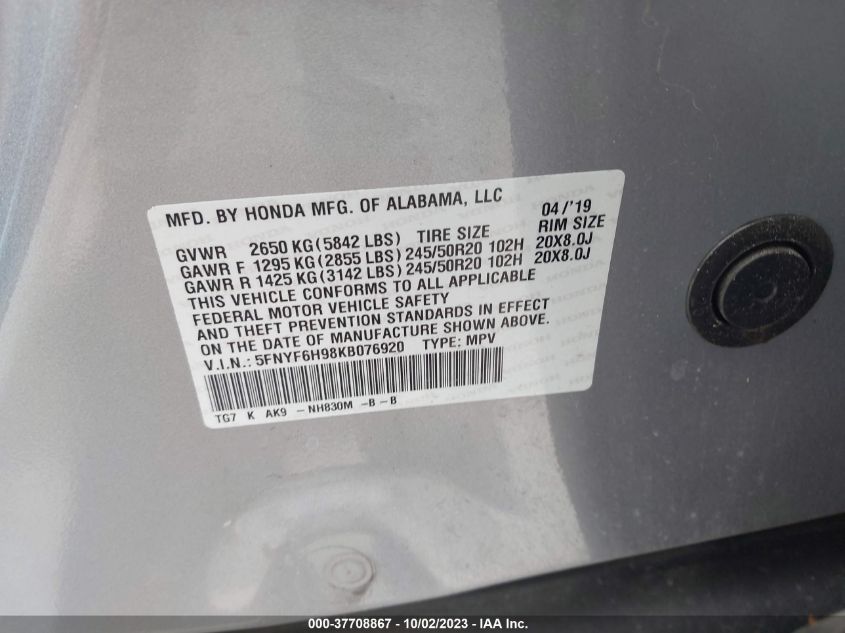 MFD. BY HONDA MFG. OF ALABAMA, LLC 04/'19
GVWR 2650 KG(5842 LBS) TIRE SIZE RIM SIZE
GAWR F 1295 KG(2855 LBS)245/50R20 102H 20X8.0J
GAWR R 1425 KG(3142 LBS)245/50R20 102H 20X8.0J
THIS VEHICLE CONFORMS TO ALL APPLICABLE
FEDERAL MOTOR VEHICLE SAFETY
AND THEFT PREVENTION STANDARDS IN EFFECT
ON THE DATE OF MANUFACTURE SHOWN ABOVE.
V.I.N.: 5FNYF6H98KB076920 TYPE: MPV
TG7 K AK9 -NH830M -B-B
000-37708867 - 10/02/2023 - IAA Inc.